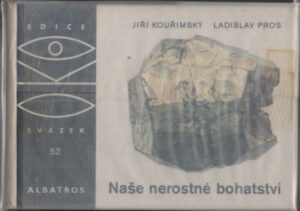 EDICE
SVAZEK
52
ALBATROS
JIŘÍ KOUŘIMSKÝ LADISLAV PROS
Naše nerostné bohatství